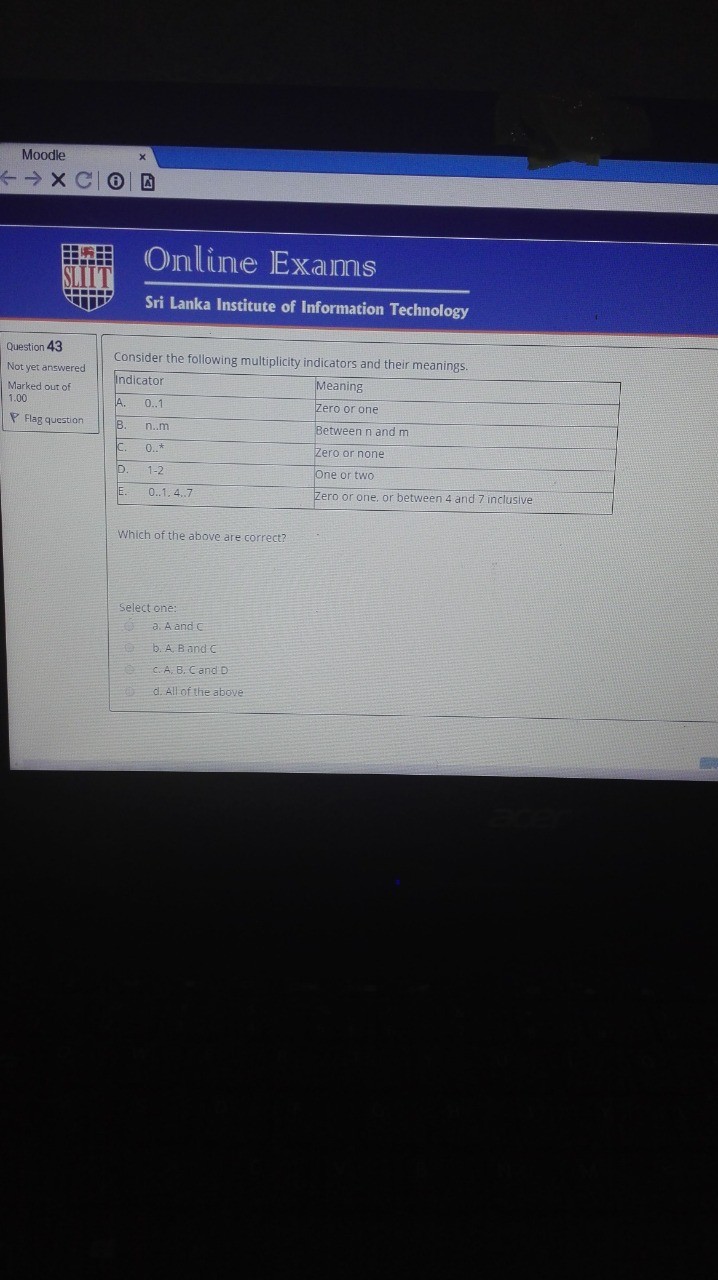 Moodle x
SLIIT
Online Exams
Sri Lanka Institute of Information Technology
Question 43
Not yet answered
Marked out of
1.00
Flag question
Consider the following multiplicity indicators and their meanings.
Indicator Meaning
A. 0..1 Zero or one
B. n..m Between n and m
C. 0..* Zero or none
D. 1-2 One or two
E. 0..1, 4..7 Zero or one, or between 4 and 7 inclusive
Which of the above are correct?
Select one:
a. A and C
b. A, B and C
c. A, B, C and D
d. All of the above
acer